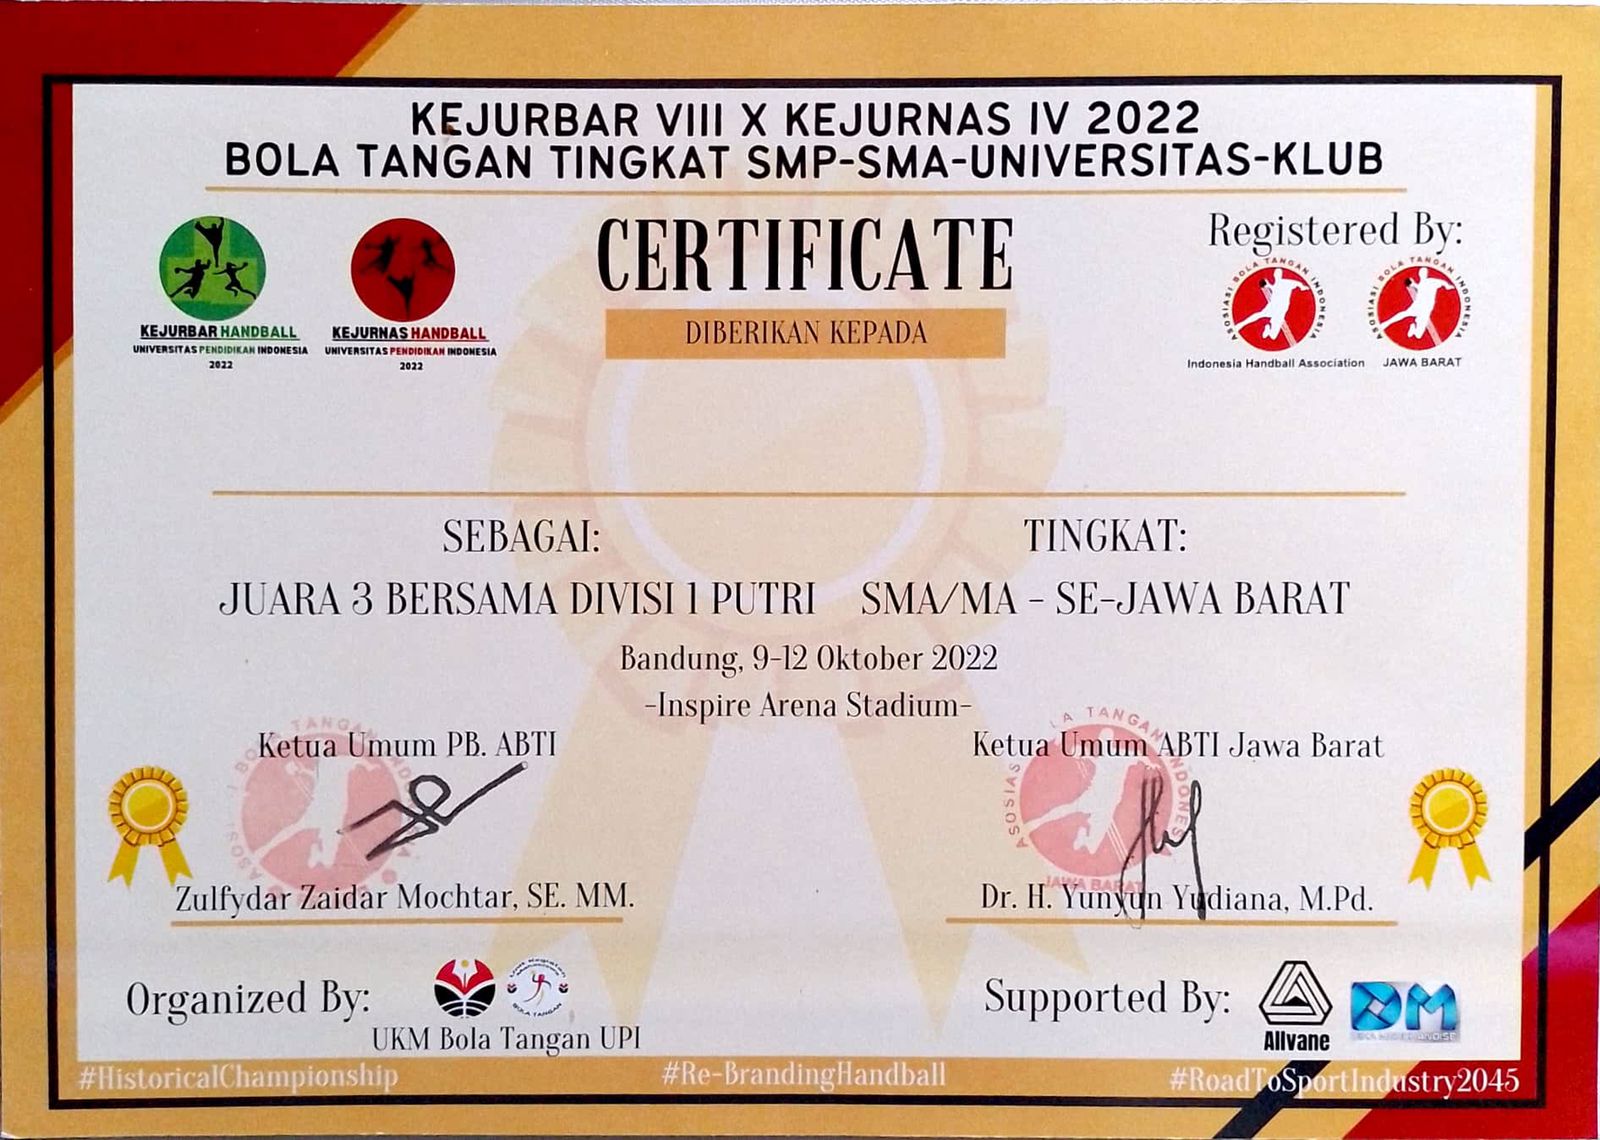 KEJURBAR VIII X KEJURNAS IV 2022
BOLA TANGAN TINGKAT SMP-SMA-UNIVERSITAS-KLUB
CERTIFICATE
DIBERIKAN KEPADA
KEJURBAR HANDBALL
UNIVERSITAS PENDIDIKAN INDONESIA
2022
KEJURNAS HANDBALL
UNIVERSITAS PENDIDIKAN INDONESIA
2022
Registered By:
ASOSIASI BOLA TANGAN INDONESIA
Indonesia Handball Association
ASOSIASI BOLA TANGAN INDONESIA
JAWA BARAT
SEBAGAI:
JUARA 3 BERSAMA DIVISI 1 PUTRI
TINGKAT:
SMA/MA - SE-JAWA BARAT
Bandung, 9-12 Oktober 2022
-Inspire Arena Stadium-
Ketua Umum PB. ABTI
Zulfydar Zaidar Mochtar, SE. MM.
Ketua Umum ABTI Jawa Barat
JAWA BARAT
Dr. H. Yunyun Yudiana, M.Pd.
Organized By:
UKM Bola Tangan UPI
Supported By:
Allvane
DM
#HistoricalChampionship
#Re-BrandingHandball
#RoadToSportIndustry2045